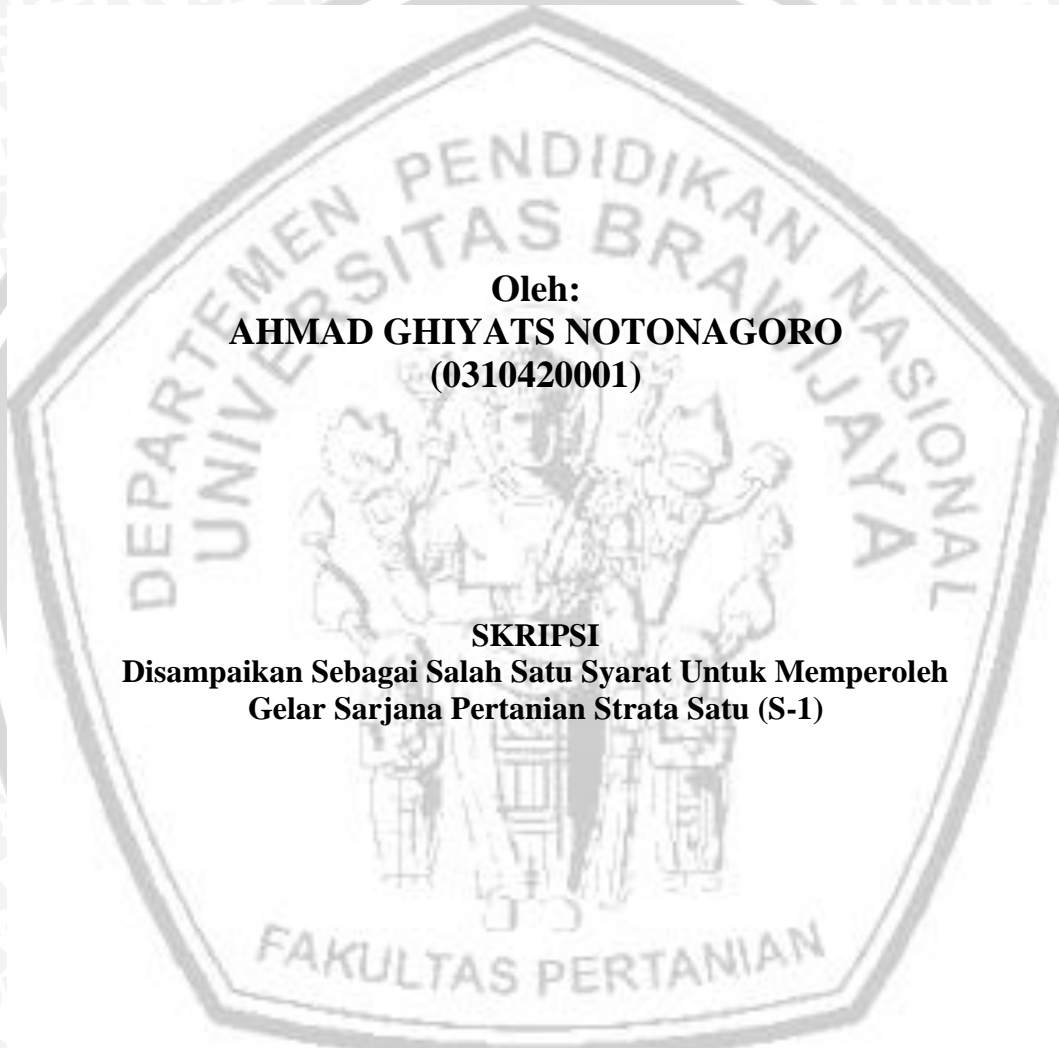 DEPARTEMEN PENDIDIKAN NASIONAL
UNIVERSITAS BRAWIJAYA
Oleh:
AHMAD GHIYATS NOTONAGORO
(0310420001)
SKRIPSI
Disampaikan Sebagai Salah Satu Syarat Untuk Memperoleh
Gelar Sarjana Pertanian Strata Satu (S-1)
FAKULTAS PERTANIAN